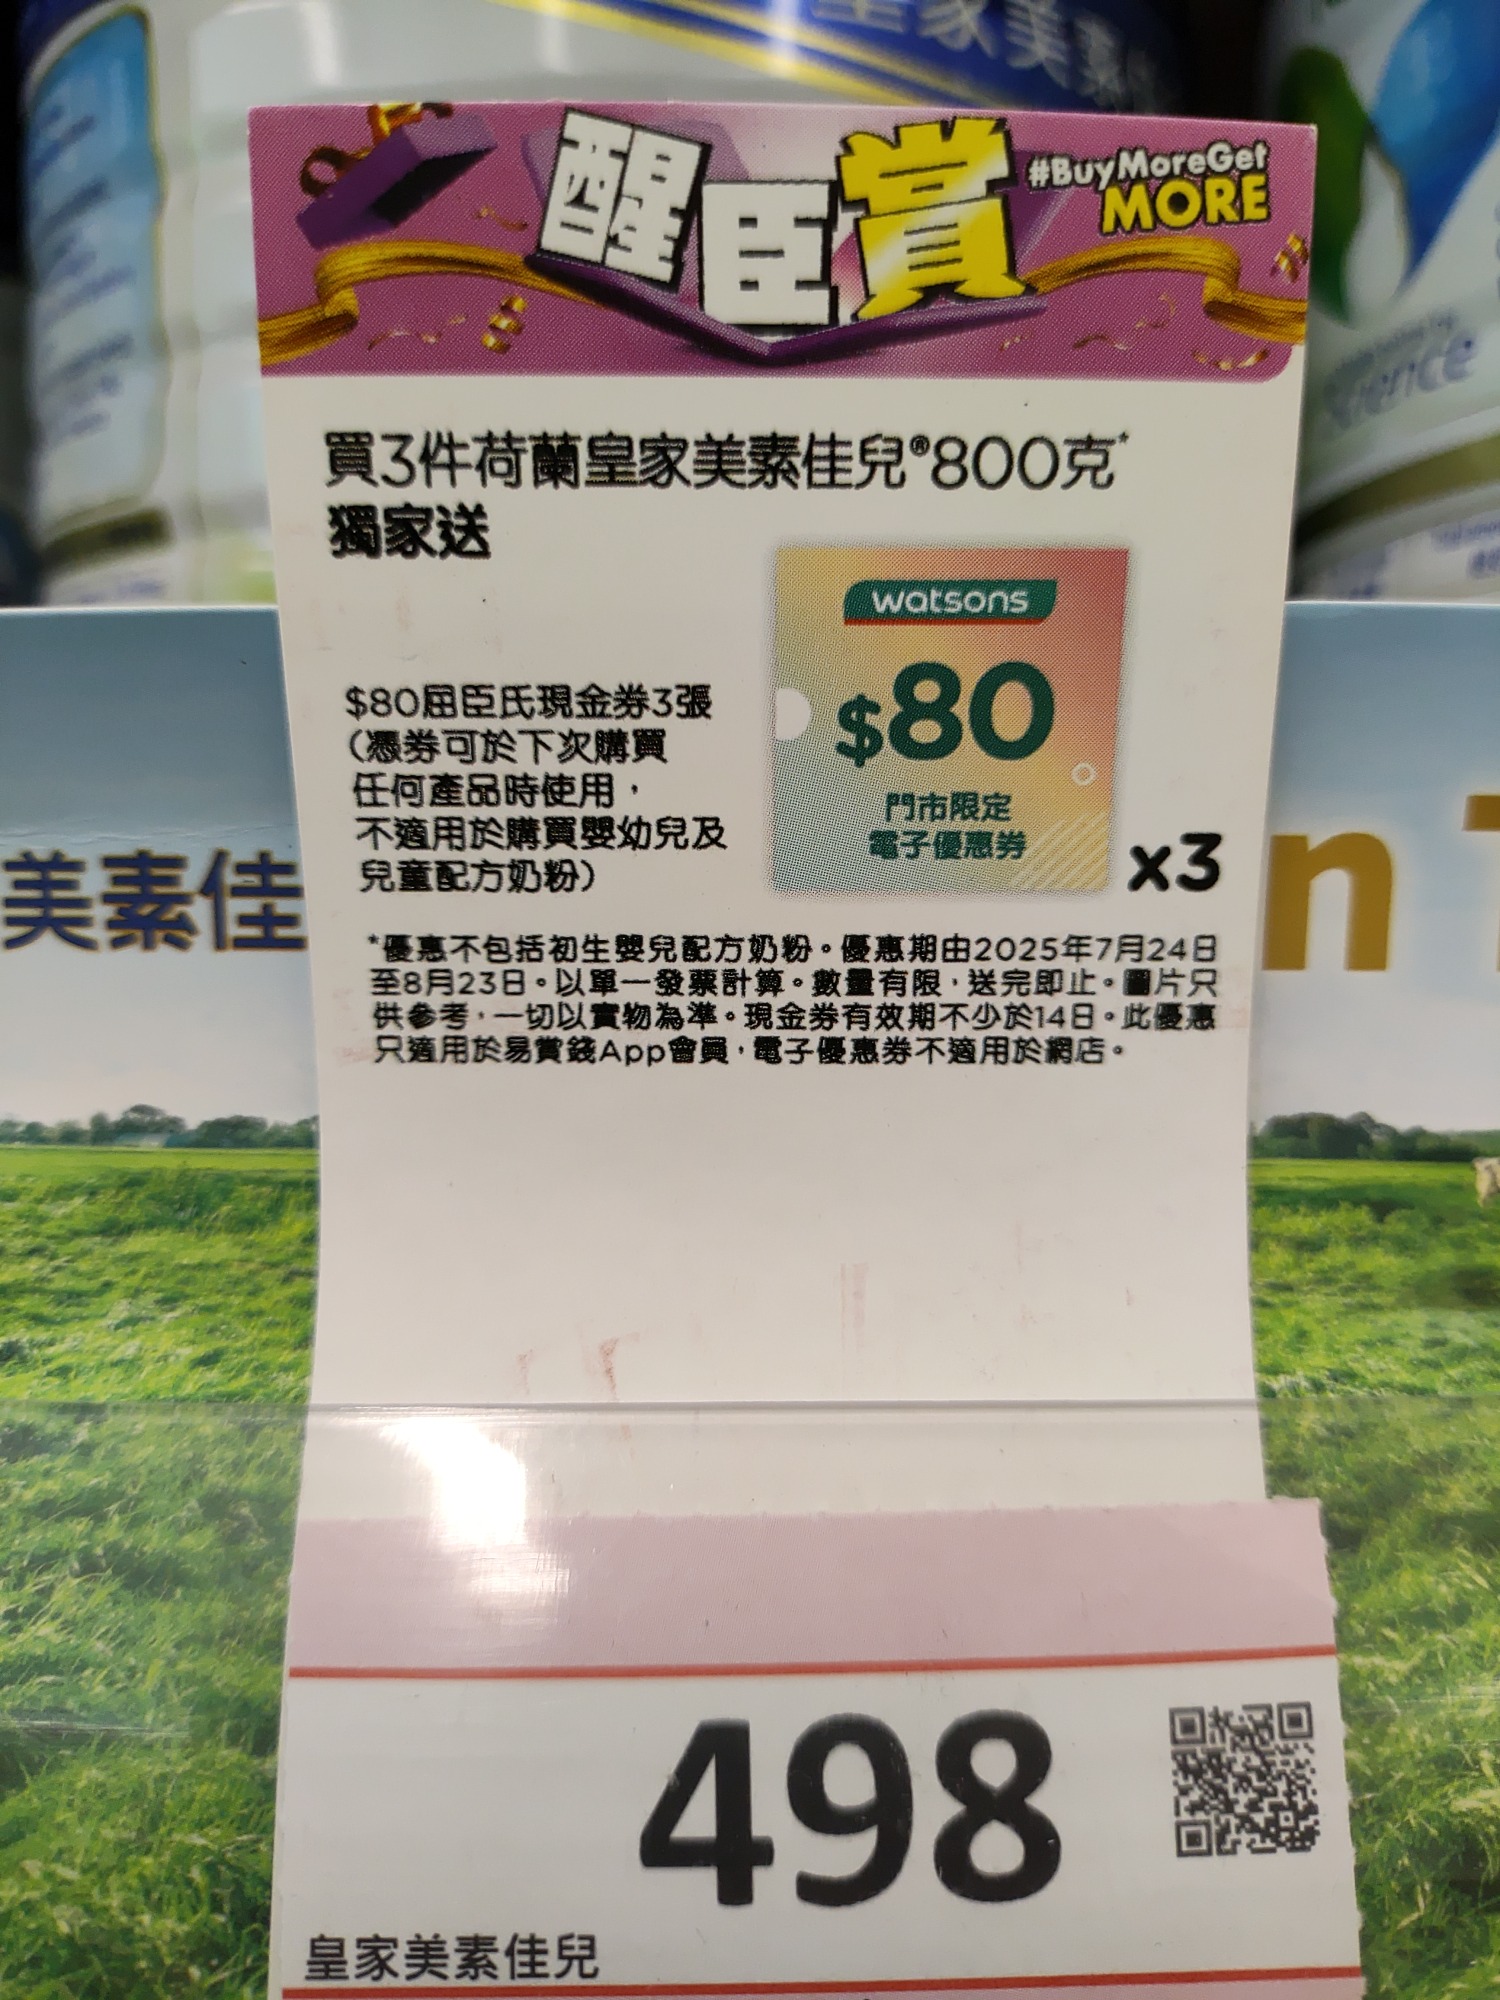 皇家美素
醒臣賞
#BuyMoreGet
MORE
Science
買3件荷蘭皇家美素佳兒®800克*
獨家送
watsons
$80
門市限定
電子優惠券
x3
$80屈臣氏現金券3張
(憑券可於下次購買
任何產品時使用，
不適用於購買嬰幼兒及
兒童配方奶粉)
*優惠不包括初生嬰兒配方奶粉。優惠期由2025年7月24日
至8月23日。以單一發票計算。數量有限，送完即止。圖片只
供參考，一切以實物為準。現金券有效期不少於14日。此優惠
只適用於易賞錢App會員，電子優惠券不適用於網店。
美素佳
n T
498
皇家美素佳兒